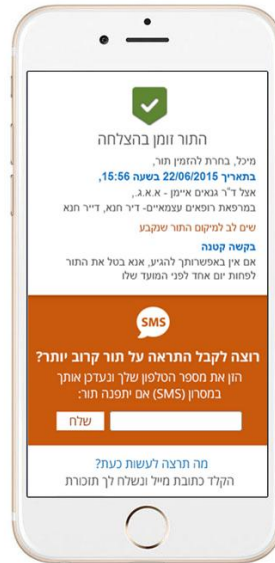 התור זומן בהצלחה
מיכל, בחרת להזמין תור,
בתאריך 22/06/2015 בשעה 15:56,
אצל ד"ר גנאים איימן - א.א.ג.,
במרפאת רופאים עצמאיים- דיר חנא, דייר חנא
שים לב למיקום התור שנקבע
בקשה קטנה
אם אין באפשרותך להגיע, אנא בטל את התור
לפחות יום אחד לפני המועד שלו
SMS
רוצה לקבל התראה על תור קרוב יותר?
הזן את מספר הטלפון שלך ונעדכן אותך
במסרון (SMS) אם יתפנה תור:
שלח
מה תרצה לעשות כעת?
הקלד כתובת מייל ונשלח לך תזכורת